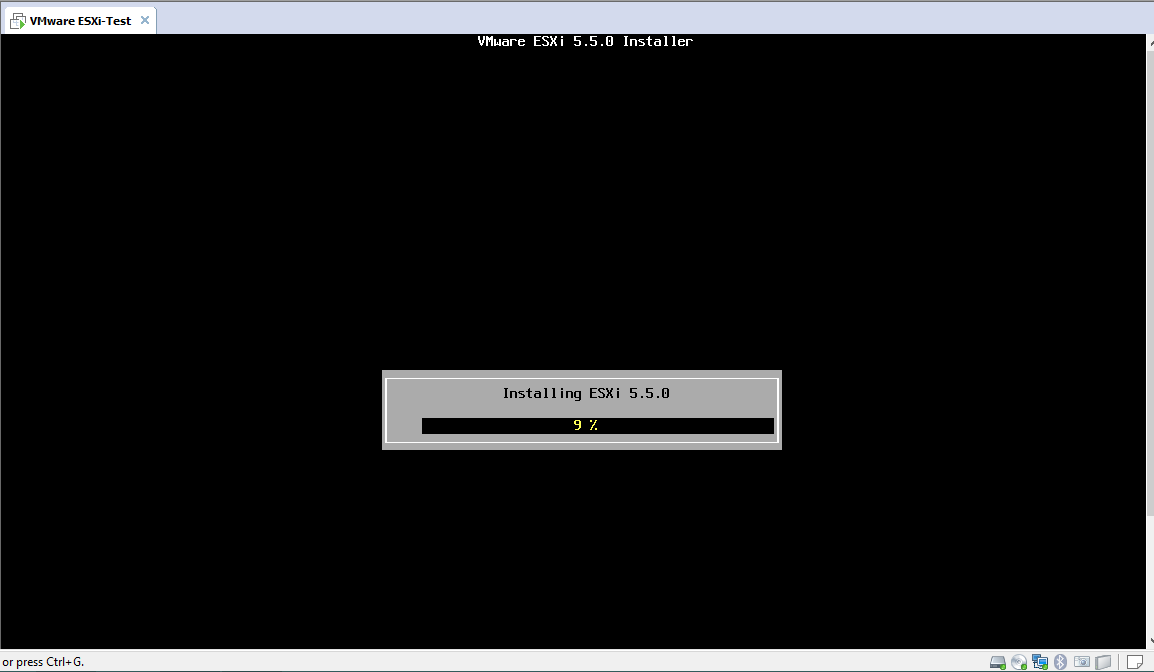 VMware ESXi-Test
VMware ESXi 5.5.0 Installer
Installing ESXi 5.5.0
9 %
or press Ctrl+G.